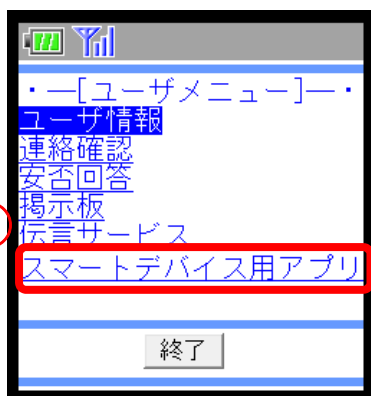 ・―[ユーザメニュー]―・
ユーザ情報
連絡確認
安否回答
掲示板
伝言サービス
スマートデバイス用アプリ
終了